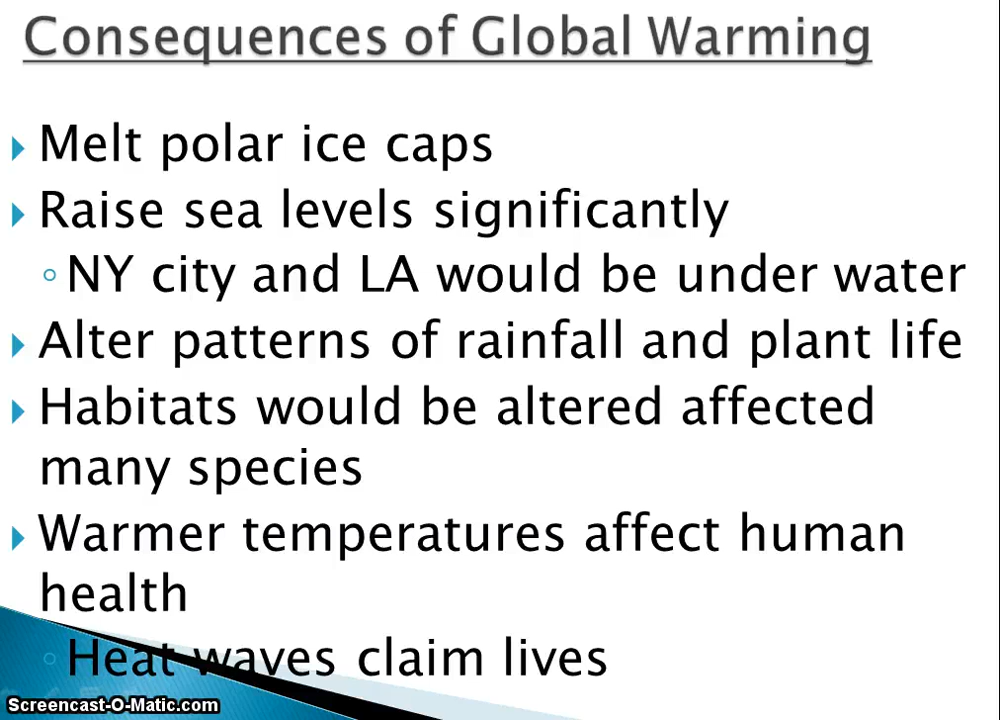 Consequences of Global Warming
Melt polar ice caps
Raise sea levels significantly
NY city and LA would be under water
Alter patterns of rainfall and plant life
Habitats would be altered affected
many species
Warmer temperatures affect human
health
Heat waves claim lives
Screencast-O-Matic.com